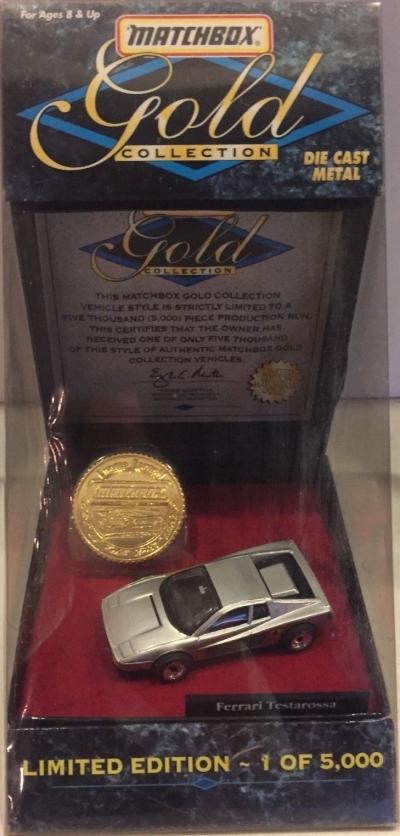 For Ages 8 & Up
MATCHBOX
Gold
COLLECTION
DIE CAST
METAL
Gold
COLLECTION
THIS MATCHBOX GOLD COLLECTION
VEHICLE STYLE IS STRICTLY LIMITED TO A
FIVE THOUSAND (5,000) PIECE PRODUCTION RUN.
THIS CERTIFIES THAT THE OWNER HAS
RECEIVED ONE OF ONLY FIVE THOUSAND
OF THIS STYLE OF AUTHENTIC MATCHBOX GOLD
COLLECTION VEHICLES.
MATCHBOX
Ferrari Testarossa
LIMITED EDITION ~ 1 OF 5,000